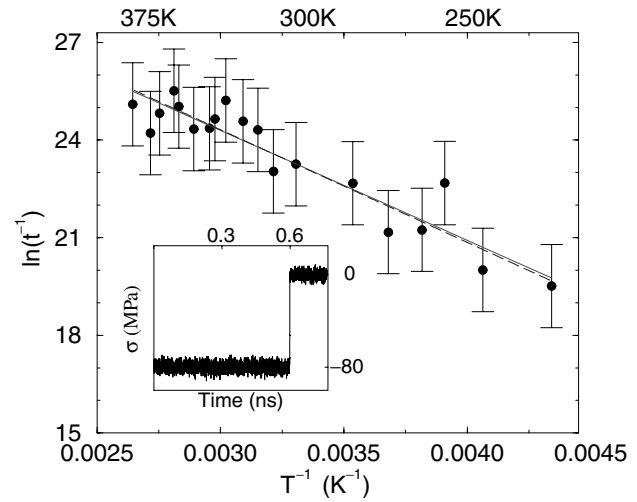 375K 300K 250K
27
24
21
18
15
ln(t⁻¹)
0.3 0.6
0
−80
σ (MPa)
Time (ns)
0.0025 0.0030 0.0035 0.0040 0.0045
T⁻¹ (K⁻¹)